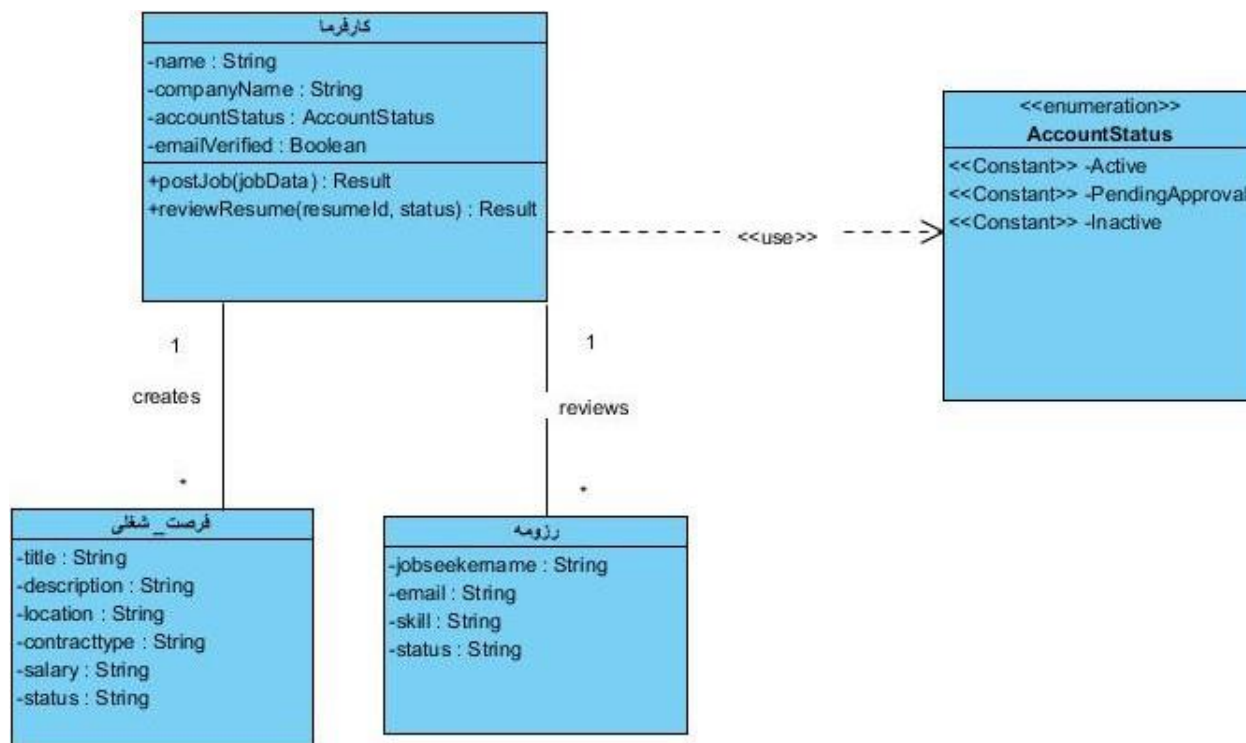 کارفرما
-name : String
-companyName : String
-accountStatus : AccountStatus
-emailVerified : Boolean
+postJob(jobData) : Result
+reviewResume(resumeId, status) : Result
<<use>>
<<enumeration>>
AccountStatus
<<Constant>> -Active
<<Constant>> -PendingApproval
<<Constant>> -Inactive
1
creates
*
1
reviews
*
فرصت_شغلی
-title : String
-description : String
-location : String
-contracttype : String
-salary : String
-status : String
رزومه
-jobseekername : String
-email : String
-skill : String
-status : String